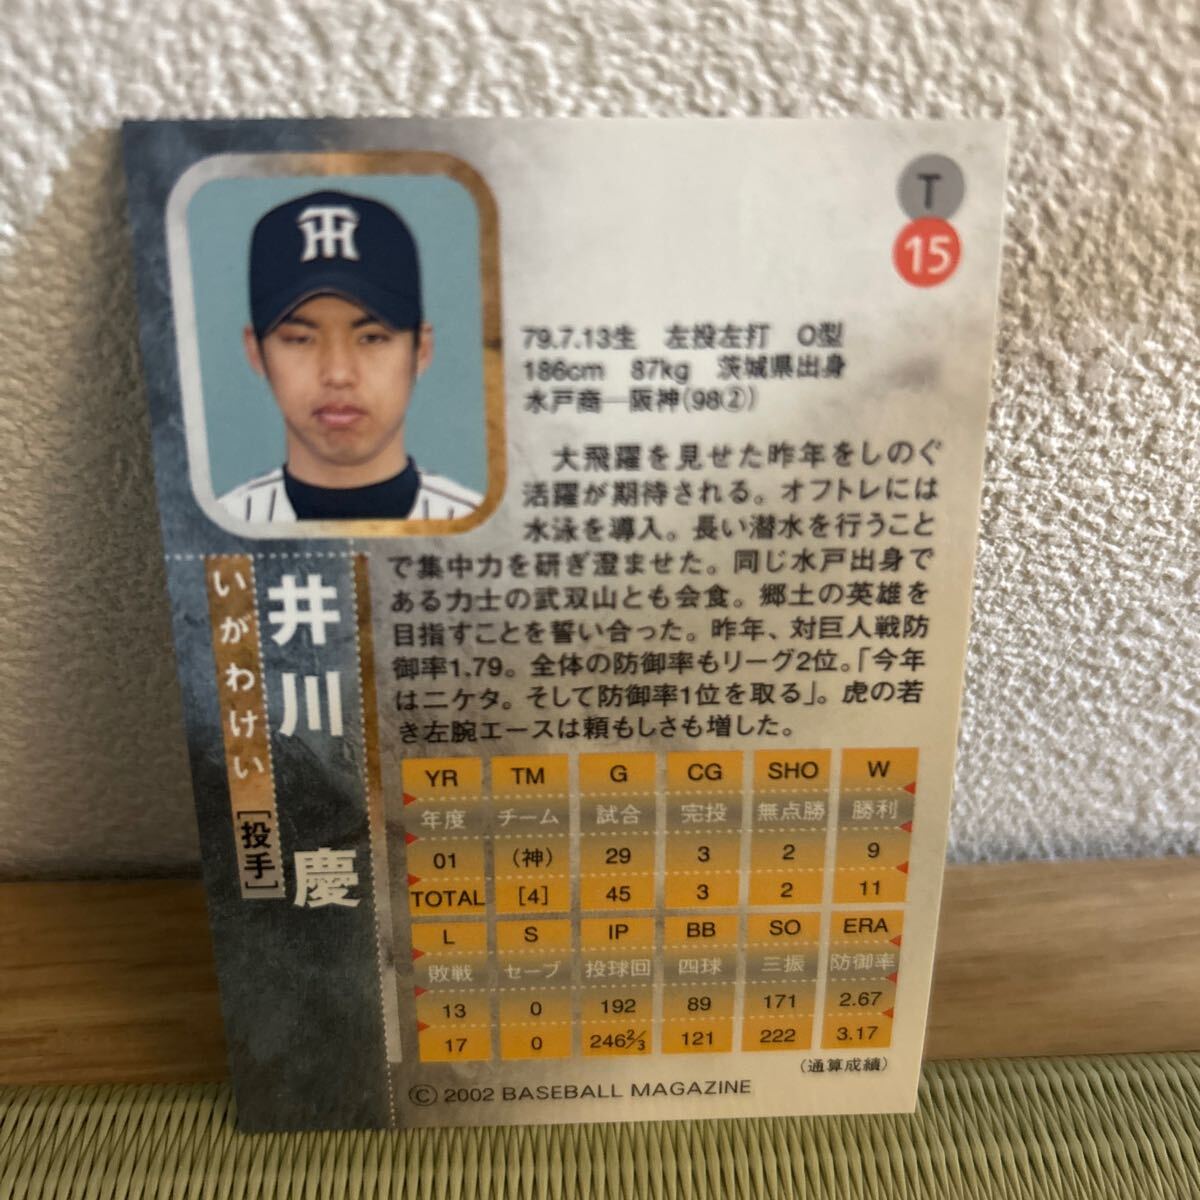 TH
T
15
79.7.13生 左投左打 O型
186cm 87kg 茨城県出身
水戸商―阪神(98②)
大飛躍を見せた昨年をしのぐ
活躍が期待される。オフトレには
水泳を導入。長い潜水を行うこと
で集中力を研ぎ澄ませた。同じ水戸出身で
ある力士の武双山とも会食。郷土の英雄を
目指すことを誓い合った。昨年、対巨人戦防
御率1.79。全体の防御率もリーグ2位。「今年
は二ケタ。そして防御率1位を取る」。虎の若
き左腕エースは頼もしさも増した。
井川 慶
いがわけい [投手]
YR TM G CG SHO W
年度 チーム 試合 完投 無点勝 勝利
01 (神) 29 3 2 9
TOTAL [4] 45 3 2 11
L S IP BB SO ERA
敗戦 セーブ 投球回 四球 三振 防御率
13 0 192 89 171 2.67
17 0 246⅔ 121 222 3.17
(通算成績)
© 2002 BASEBALL MAGAZINE